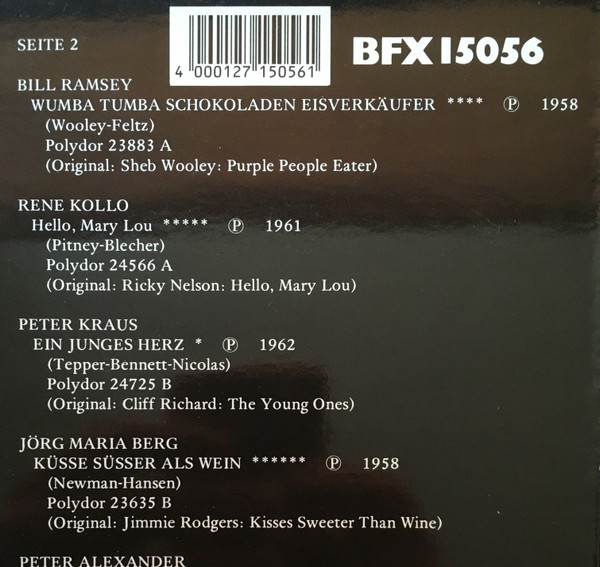 SEITE 2
4 000127 150561
BFX 15056
BILL RAMSEY
WUMBA TUMBA SCHOKOLADEN EISVERKÄUFER **** Ⓟ 1958
(Wooley-Feltz)
Polydor 23883 A
(Original: Sheb Wooley: Purple People Eater)
RENE KOLLO
Hello, Mary Lou ***** Ⓟ 1961
(Pitney-Blecher)
Polydor 24566 A
(Original: Ricky Nelson: Hello, Mary Lou)
PETER KRAUS
EIN JUNGES HERZ * Ⓟ 1962
(Tepper-Bennett-Nicolas)
Polydor 24725 B
(Original: Cliff Richard: The Young Ones)
JÖRG MARIA BERG
KÜSSE SÜSSER ALS WEIN ****** Ⓟ 1958
(Newman-Hansen)
Polydor 23635 B
(Original: Jimmie Rodgers: Kisses Sweeter Than Wine)
PETER ALEXANDER